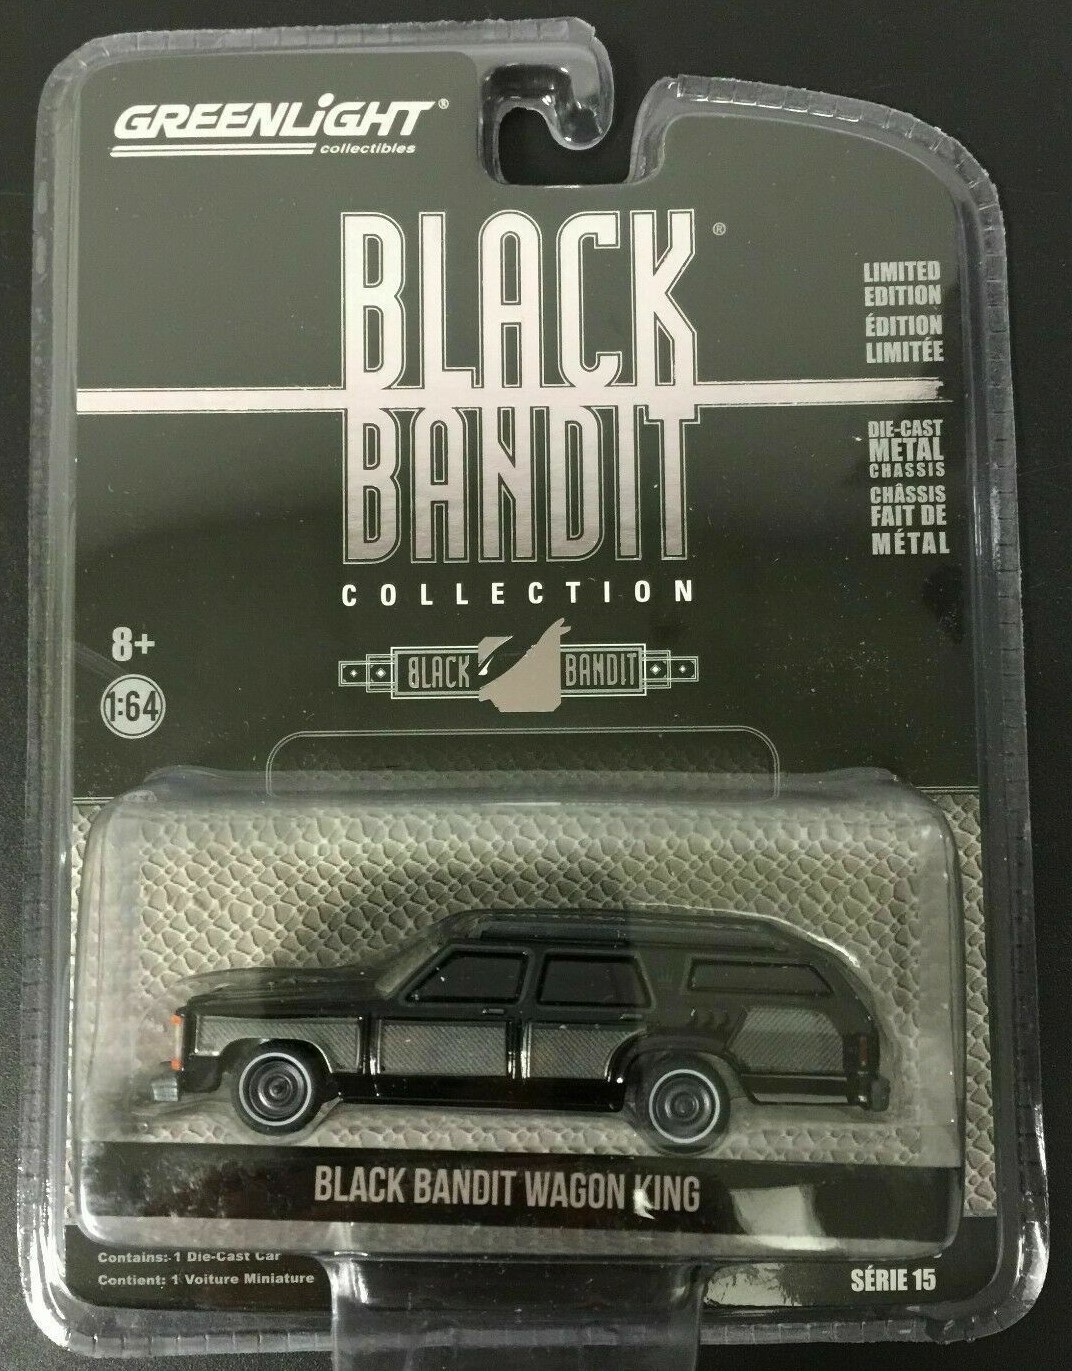 GREENLiGHT®
collectibles
BLACK®
BANDIT
COLLECTION
LIMITED
EDITION
ÉDITION
LIMITÉE
DIE-CAST
METAL
CHASSIS
CHÂSSIS
FAIT DE
MÉTAL
8+
1:64
BLACK BANDIT
BLACK BANDIT WAGON KING
Contains: 1 Die-Cast Car
Contient: 1 Voiture Miniature
SÉRIE 15